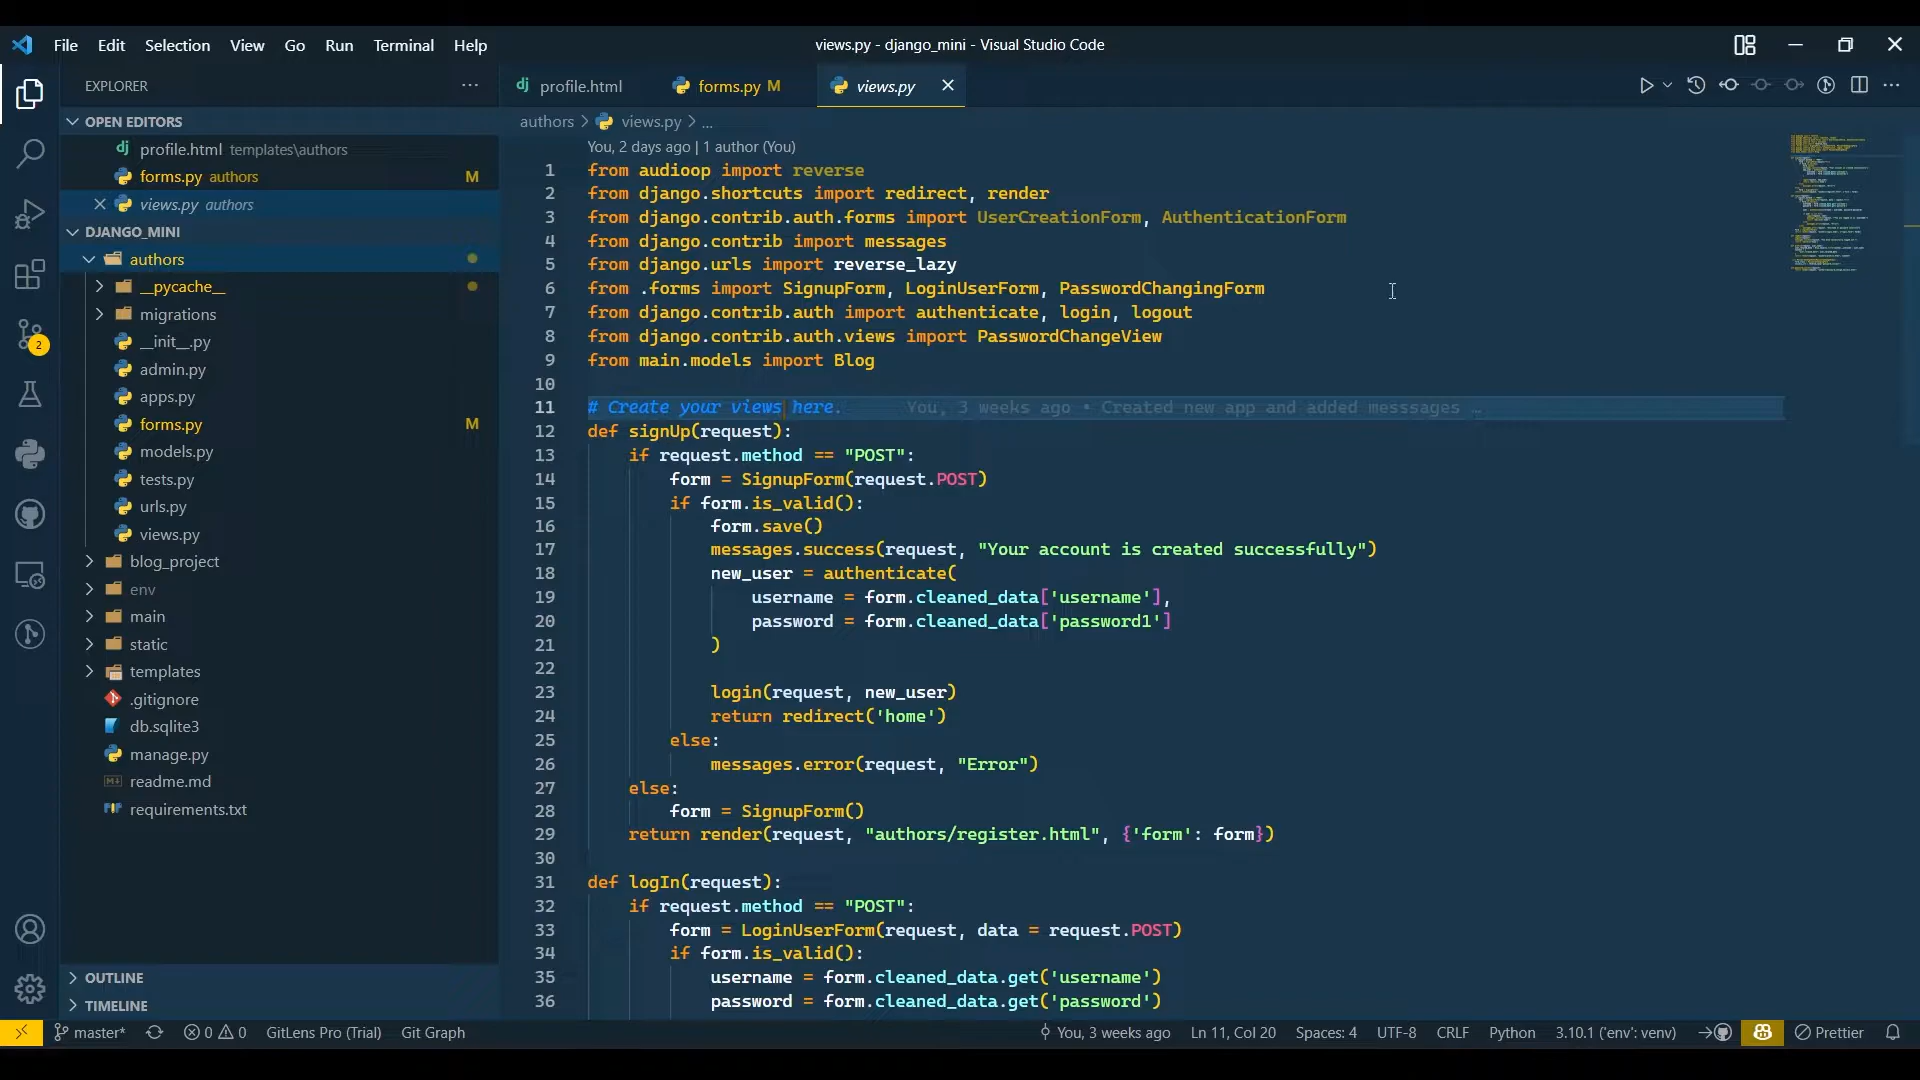 File Edit Selection View Go Run Terminal Help
views.py - django_mini - Visual Studio Code
EXPLORER
OPEN EDITORS
profile.html templates\authors
forms.py authors M
views.py authors
DJANGO_MINI
authors
__pycache__
migrations
__init__.py
admin.py
apps.py
forms.py M
models.py
tests.py
urls.py
views.py
blog_project
env
main
static
templates
.gitignore
db.sqlite3
manage.py
readme.md
requirements.txt
OUTLINE
TIMELINE
2
profile.html
forms.py M
views.py
authors > views.py > ...
You, 2 days ago | 1 author (You)
1 from audioop import reverse
2 from django.shortcuts import redirect, render
3 from django.contrib.auth.forms import UserCreationForm, AuthenticationForm
4 from django.contrib import messages
5 from django.urls import reverse_lazy
6 from .forms import SignupForm, LoginUserForm, PasswordChangingForm
7 from django.contrib.auth import authenticate, login, logout
8 from django.contrib.auth.views import PasswordChangeView
9 from main.models import Blog
10
11 # Create your views here. You, 3 weeks ago • Created new app and added messsages …
12 def signUp(request):
13 if request.method == "POST":
14 form = SignupForm(request.POST)
15 if form.is_valid():
16 form.save()
17 messages.success(request, "Your account is created successfully")
18 new_user = authenticate(
19 username = form.cleaned_data['username'],
20 password = form.cleaned_data['password1']
21 )
22
23 login(request, new_user)
24 return redirect('home')
25 else:
26 messages.error(request, "Error")
27 else:
28 form = SignupForm()
29 return render(request, "authors/register.html", {'form': form})
30
31 def logIn(request):
32 if request.method == "POST":
33 form = LoginUserForm(request, data = request.POST)
34 if form.is_valid():
35 username = form.cleaned_data.get('username')
36 password = form.cleaned_data.get('password')
master* 0 0 GitLens Pro (Trial) Git Graph You, 3 weeks ago Ln 11, Col 20 Spaces: 4 UTF-8 CRLF Python 3.10.1 ('env': venv) Prettier